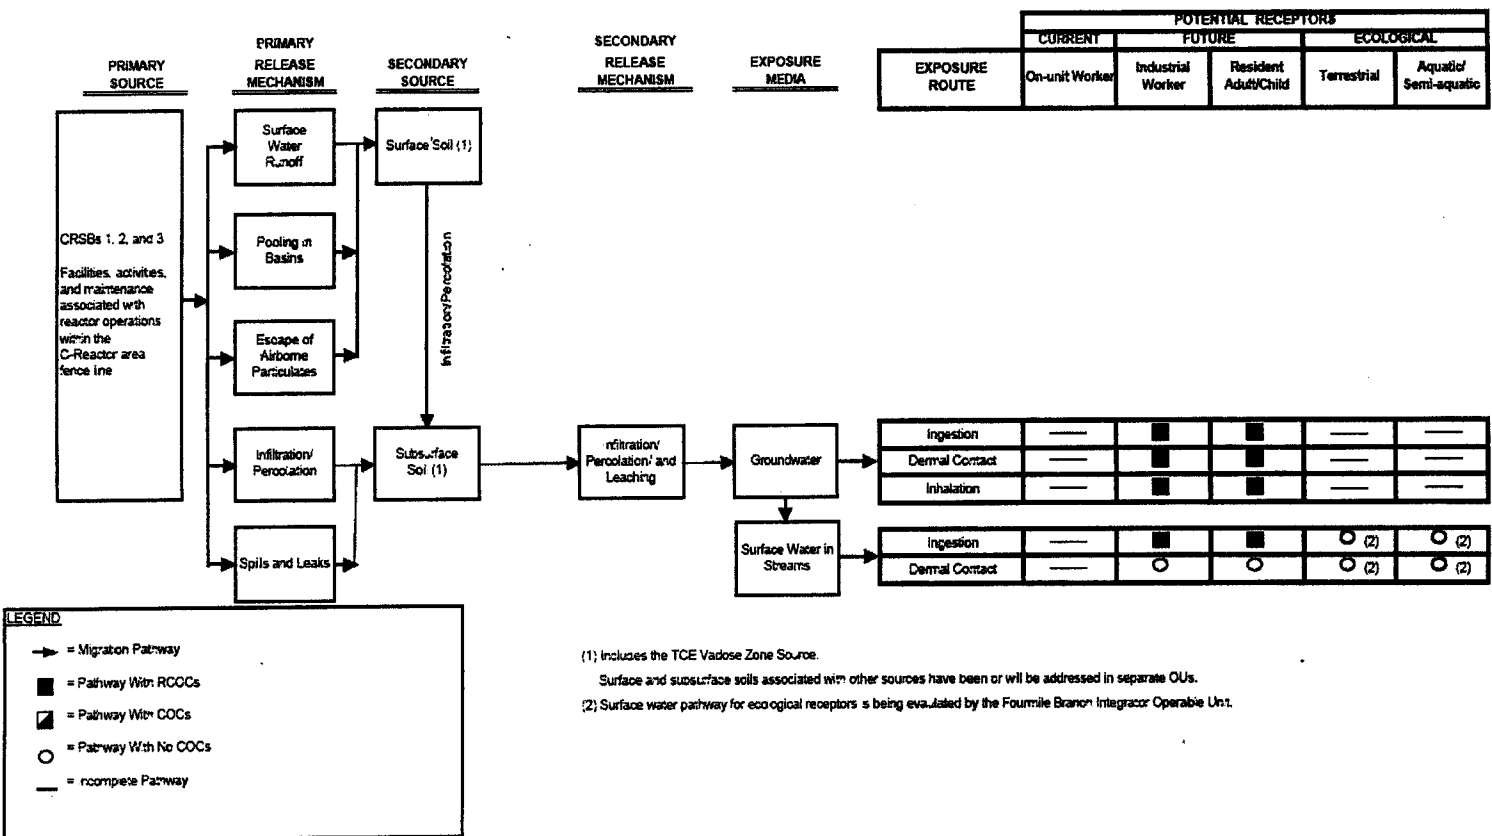 POTENTIAL RECEPTORS
CURRENT FUTURE ECOLOGICAL
EXPOSURE ROUTE
On-unit Worker
Industrial Worker
Resident Adult/Child
Terrestrial
Aquatic/ Semi-aquatic
PRIMARY
SOURCE
PRIMARY
RELEASE
MECHANISM
SECONDARY
SOURCE
SECONDARY
RELEASE
MECHANISM
EXPOSURE
MEDIA
CRSBs 1, 2, and 3
Facilities, activities,
and maintenance
associated with
reactor operations
within the
C-Reactor area
fence line
Surface
Water
Runoff
Pooling in
Basins
Escape of
Airborne
Particulates
Infiltration/
Percolation
Spills and Leaks
Surface Soil (1)
Infiltration/Percolation
Subsurface
Soil (1)
Infiltration/
Percolation/ and
Leaching
Groundwater
Surface Water in
Streams
Ingestion
Dermal Contact
Inhalation
Ingestion (2) (2)
Dermal Contact (2) (2)
LEGEND
= Migration Pathway
= Pathway With RCOCs
= Pathway With COCs
= Pathway With No COCs
= Incomplete Pathway
(1) Includes the TCE Vadose Zone Source.
Surface and subsurface soils associated with other sources have been or will be addressed in separate OUs.
(2) Surface water pathway for ecological receptors is being evaluated by the Fourmile Branch Integrator Operable Unit.